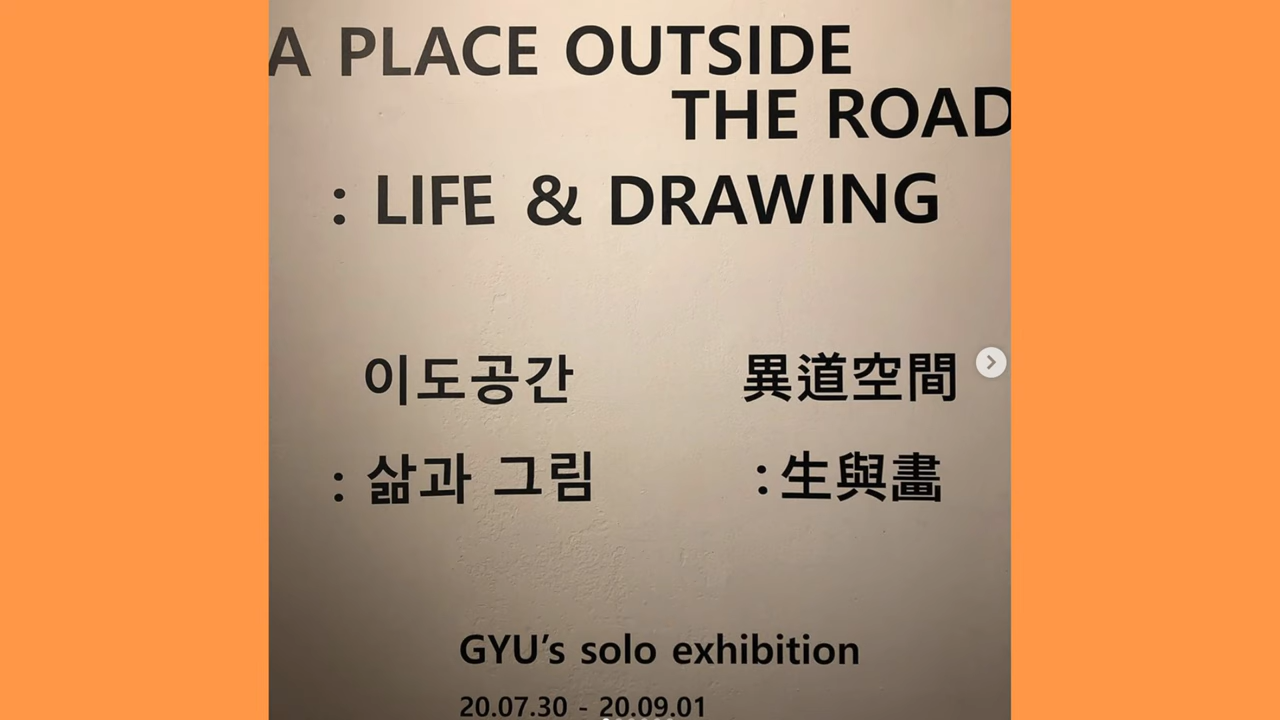 A PLACE OUTSIDE
THE ROAD
: LIFE & DRAWING
이도공간 異道空間
: 삶과 그림 : 生與畫
GYU's solo exhibition
20.07.30 - 20.09.01